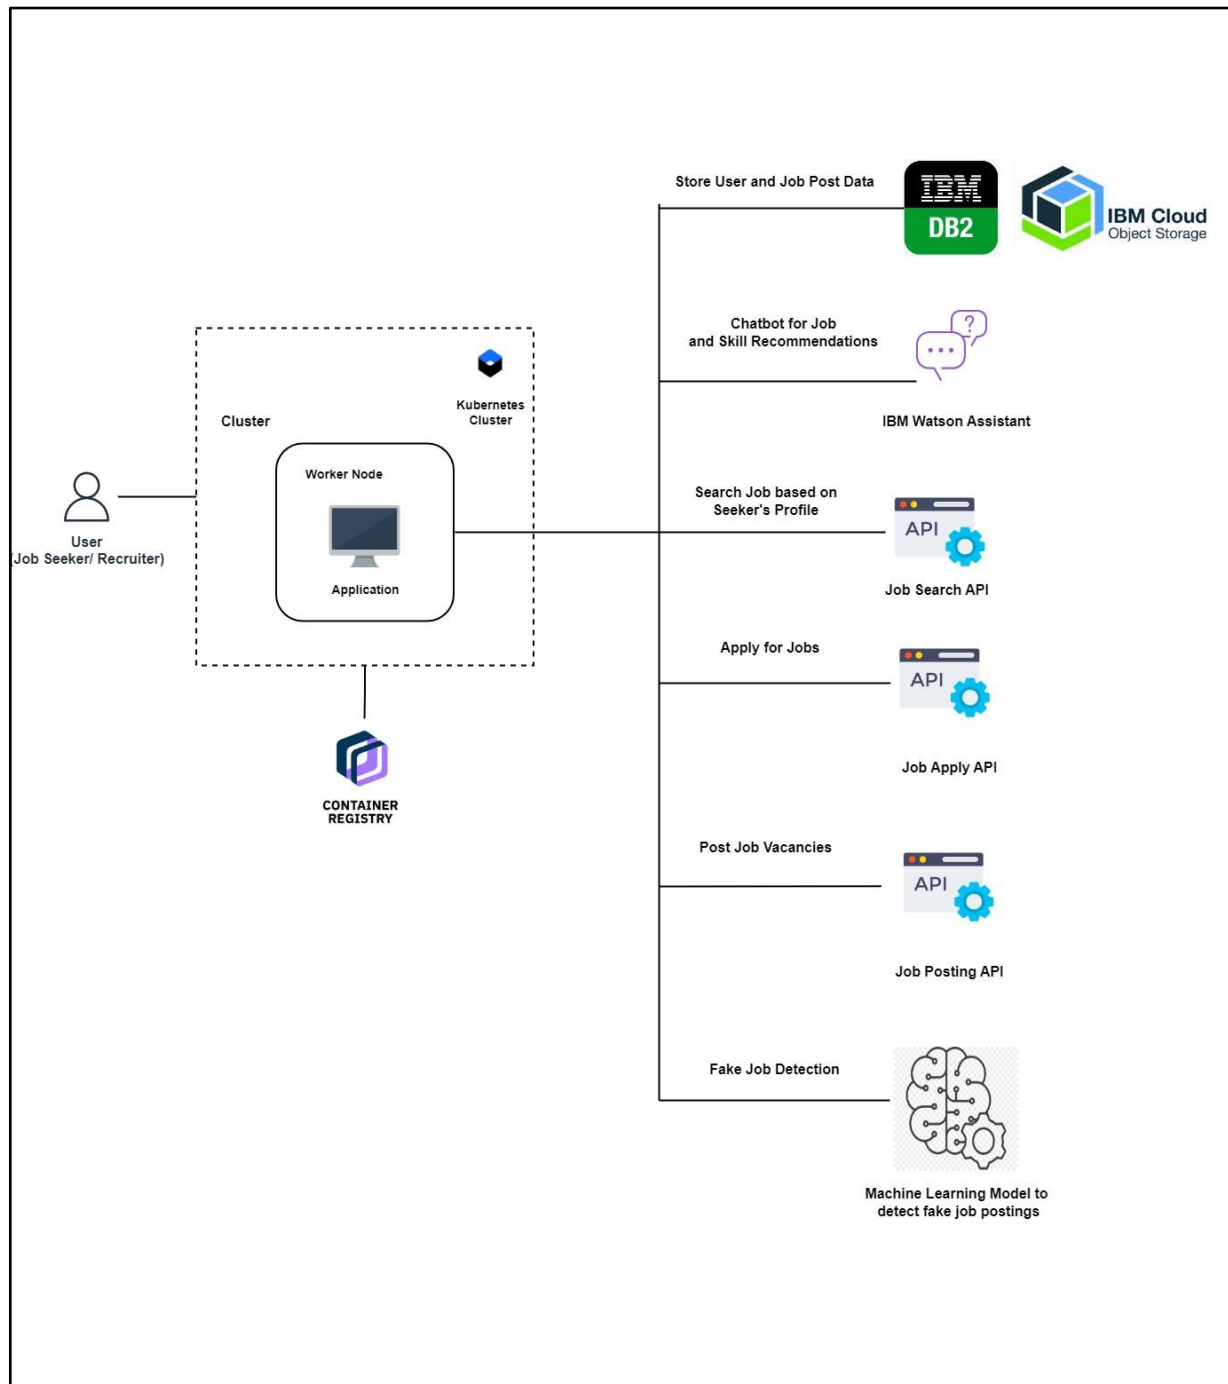 Store User and Job Post Data
IBM
DB2
IBM Cloud
Object Storage
Chatbot for Job
and Skill Recommendations
IBM Watson Assistant
Kubernetes
Cluster
Cluster
Worker Node
Application
User
(Job Seeker/ Recruiter)
CONTAINER
REGISTRY
Search Job based on
Seeker's Profile
API
Job Search API
Apply for Jobs
API
Job Apply API
Post Job Vacancies
API
Job Posting API
Fake Job Detection
Machine Learning Model to
detect fake job postings